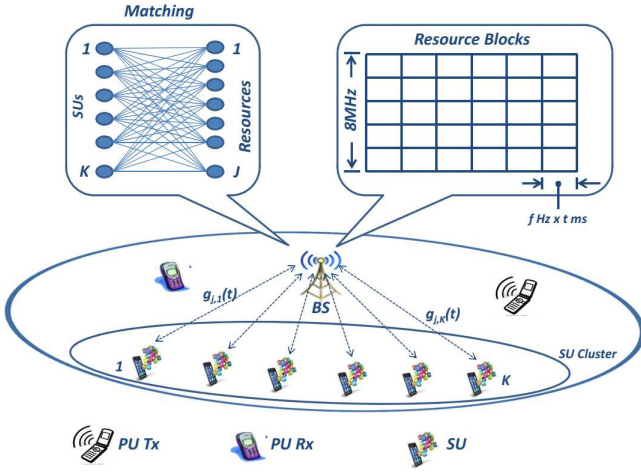 Matching
1
1
SUs
Resources
K
J
Resource Blocks
8MHz
f Hz x t ms
g_{j,1}(t)
BS
g_{j,K}(t)
1
K
SU Cluster
PU Tx
PU Rx
SU